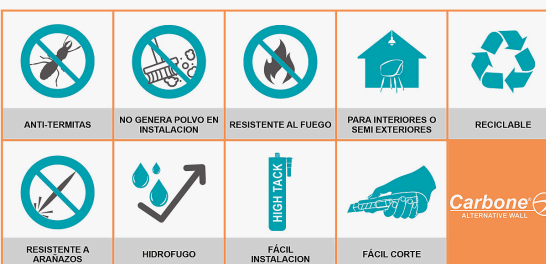 ANTI-TERMITAS
NO GENERA POLVO EN
INSTALACION
RESISTENTE AL FUEGO
PARA INTERIORES O
SEMI EXTERIORES
RECICLABLE
RESISTENTE A
ARAÑAZOS
HIDROFUGO
HIGH TACK
FÁCIL
INSTALACION
FÁCIL CORTE
Carbone®
ALTERNATIVE WALL